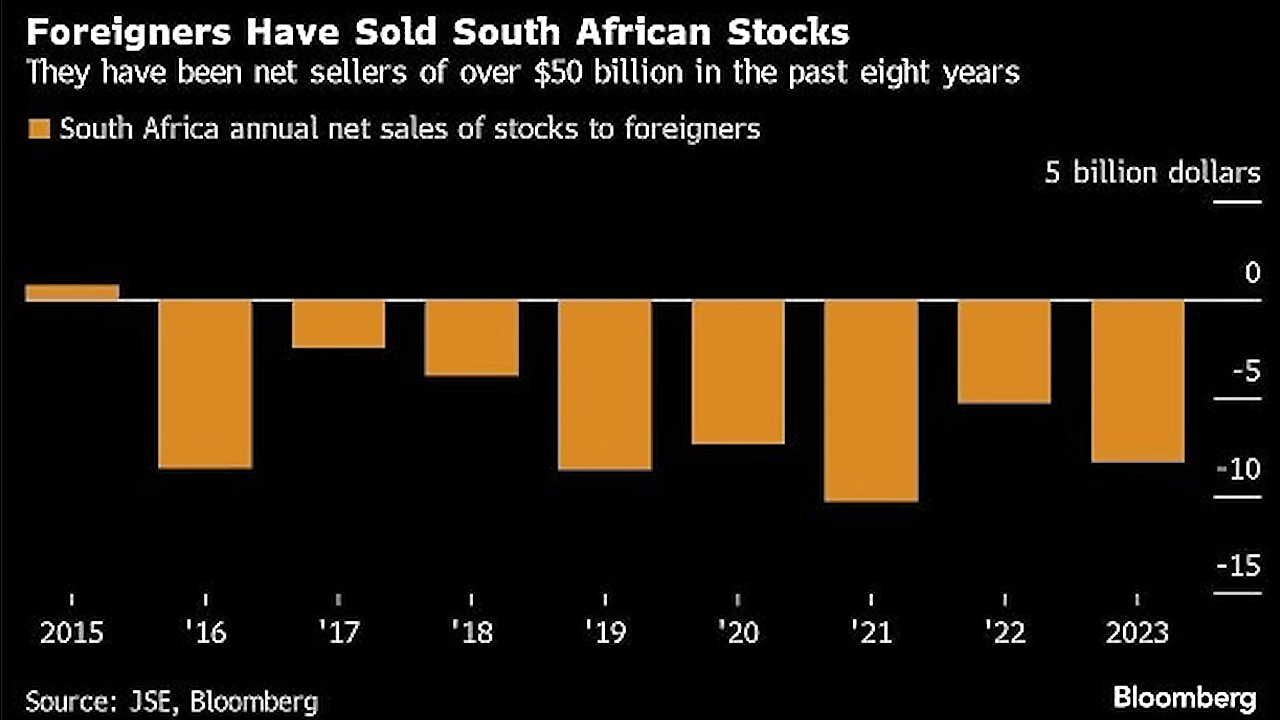 Foreigners Have Sold South African Stocks
They have been net sellers of over $50 billion in the past eight years
South Africa annual net sales of stocks to foreigners
5 billion dollars
0
-5
-10
-15
2015 '16 '17 '18 '19 '20 '21 '22 2023
Source: JSE, Bloomberg
Bloomberg